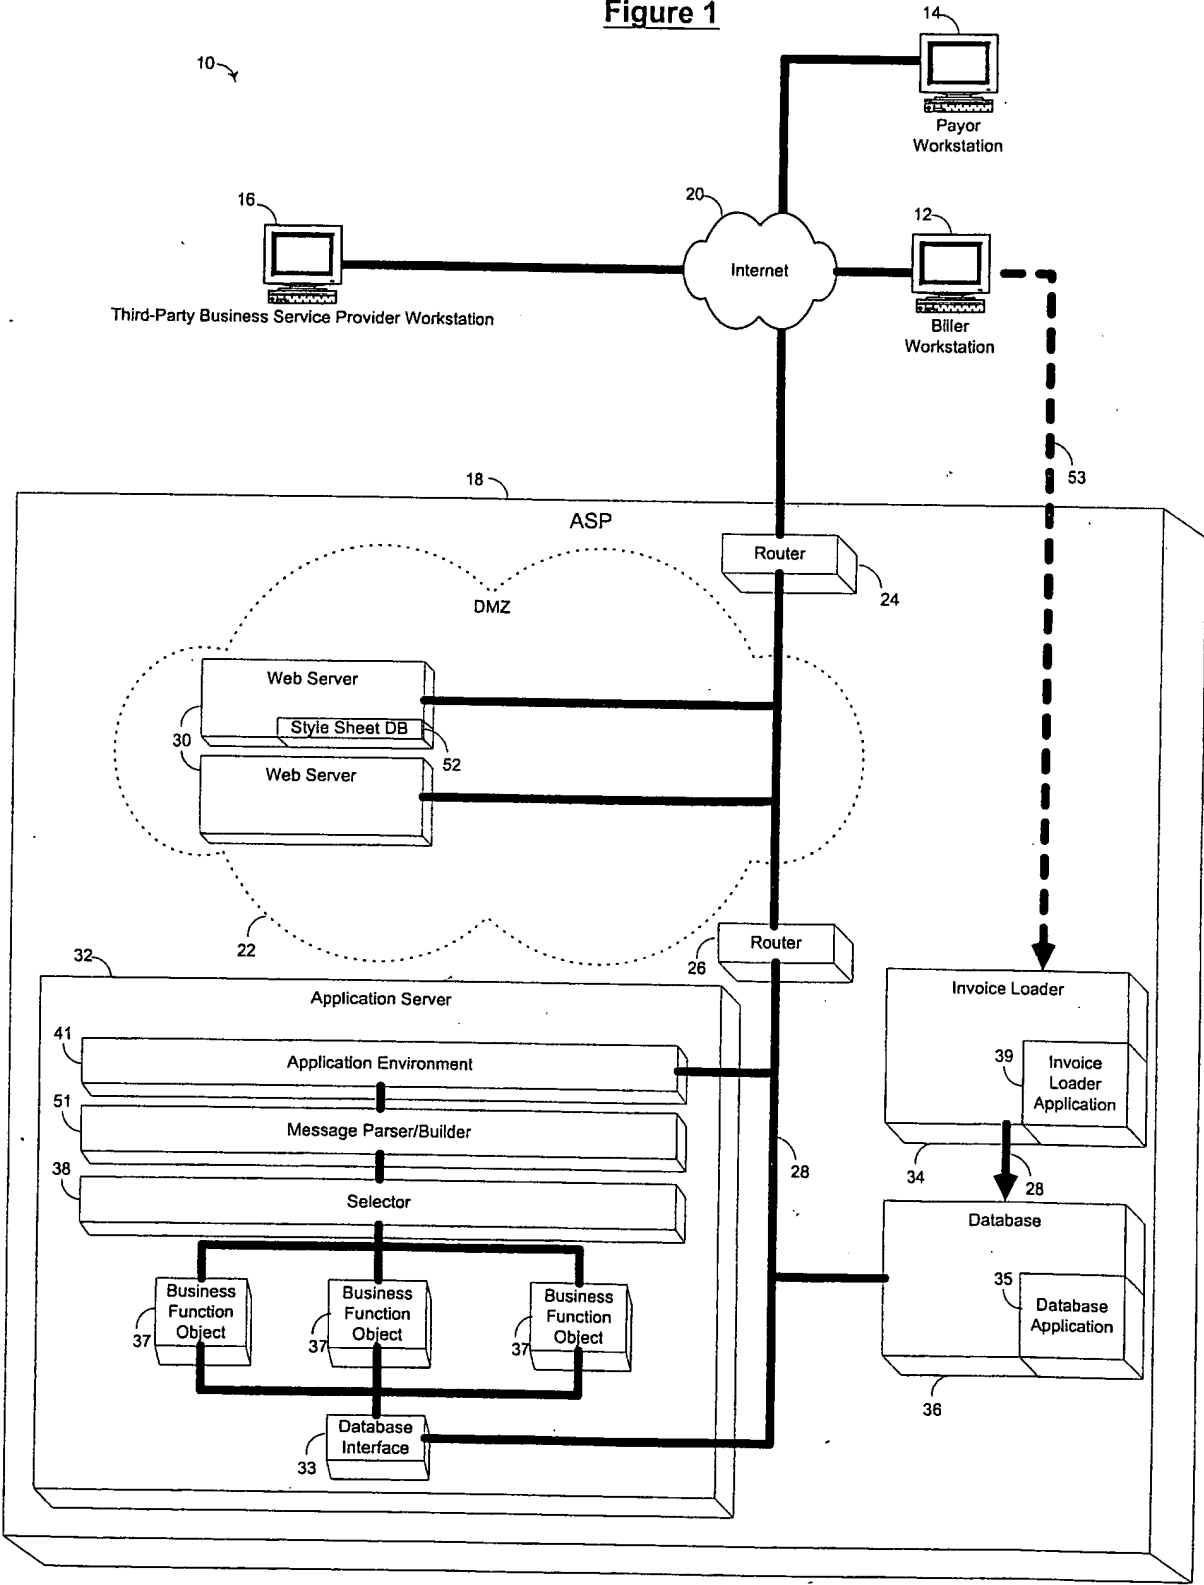 Figure 1
14
10
Payor
Workstation
16
20
12
Internet
Third-Party Business Service Provider Workstation
Biller
Workstation
53
18
ASP
Router
24
DMZ
Web Server
Style Sheet DB
30
52
Web Server
22
Router
26
32
Application Server
Invoice Loader
41
Application Environment
39
Invoice
Loader
Application
51
Message Parser/Builder
28
34
28
38
Selector
Database
Business
Function
Object
37
Business
Function
Object
37
Business
Function
Object
37
35
Database
Application
36
Database
Interface
33